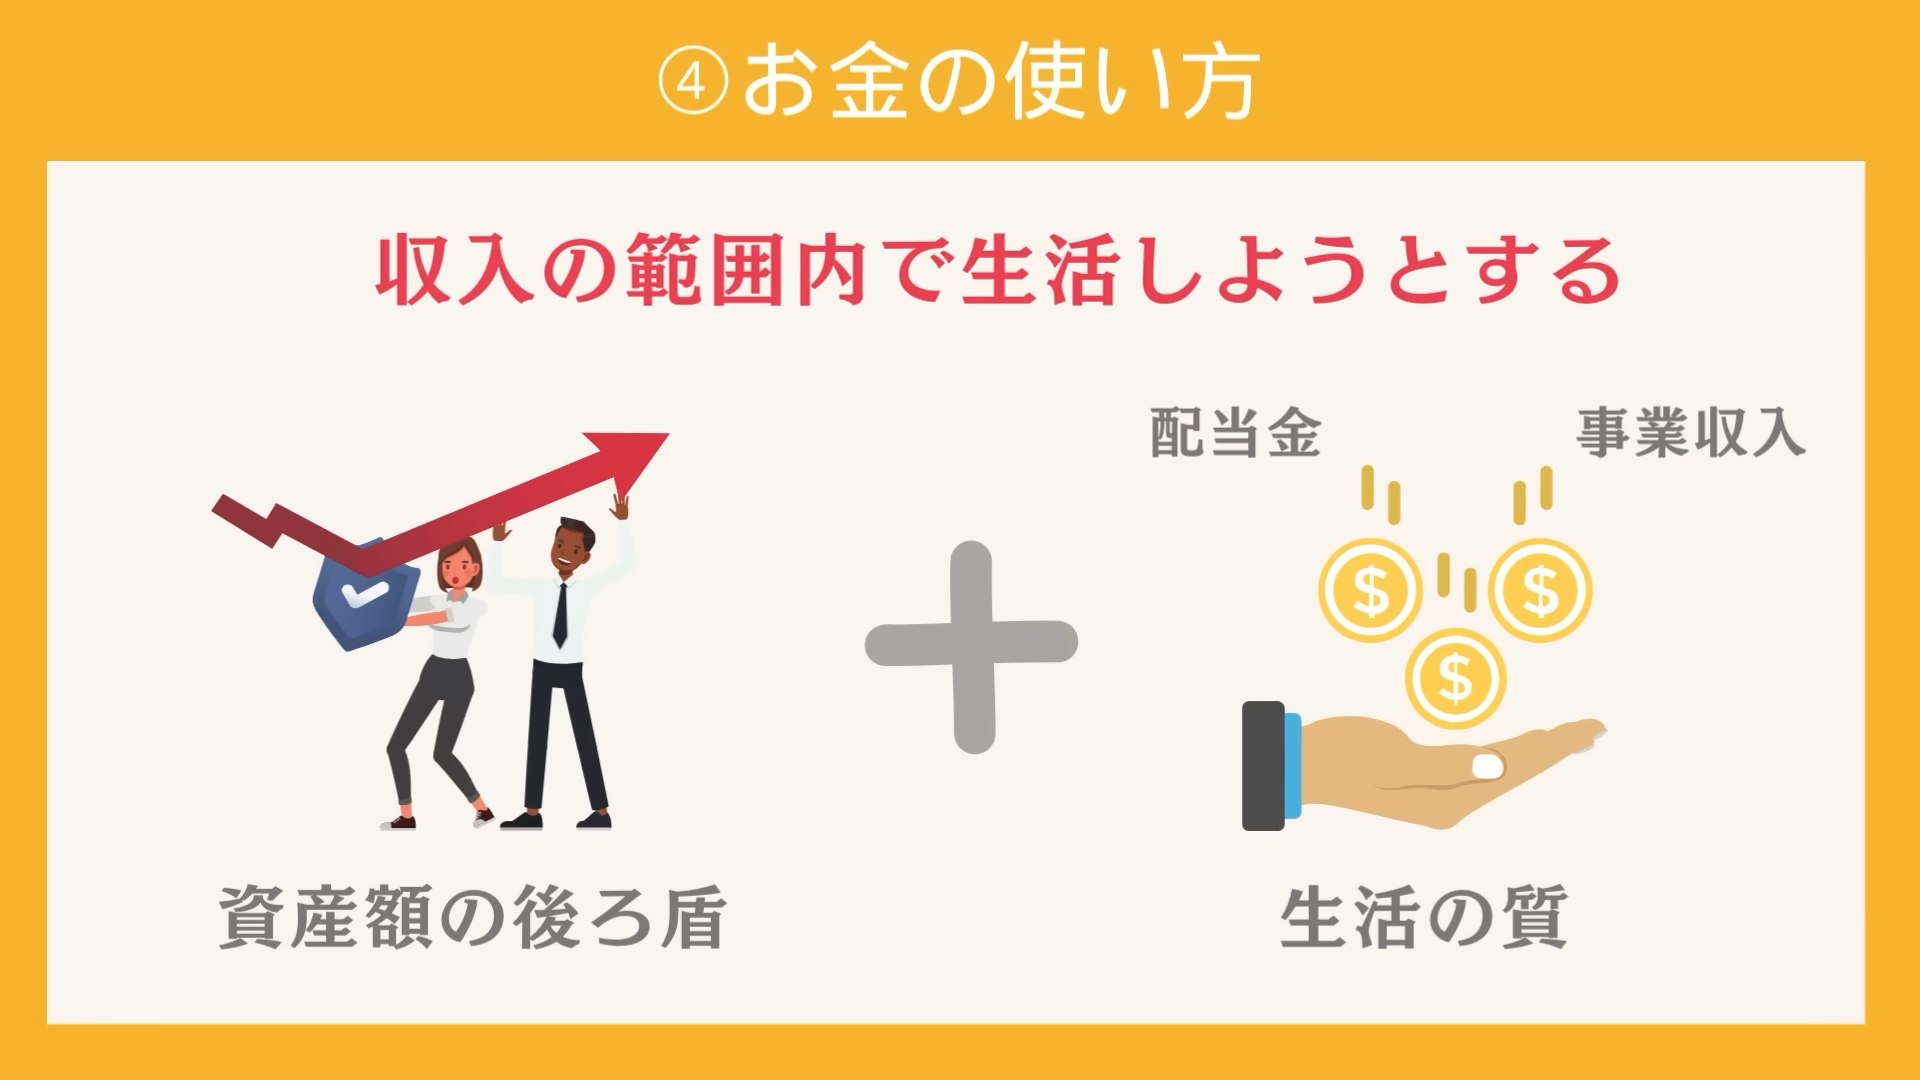 ④お金の使い方
収入の範囲内で生活しようとする
配当金
事業収入
$
$
$
資産額の後ろ盾
生活の質